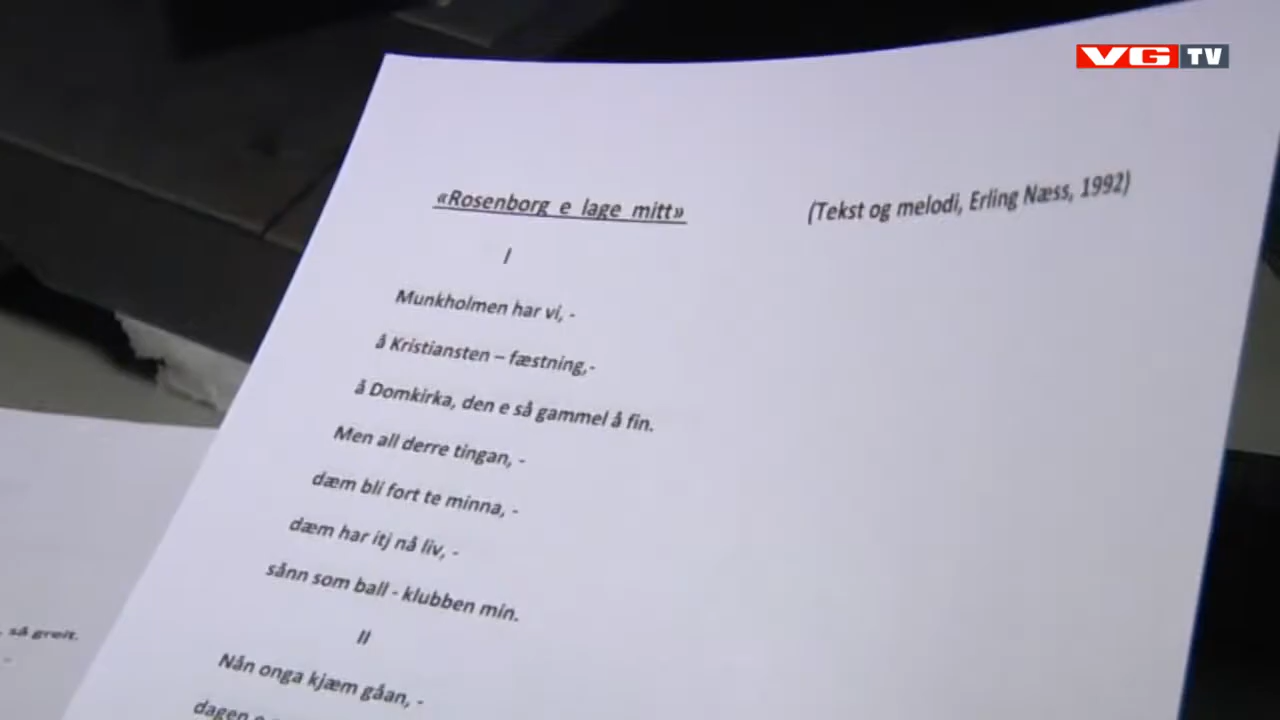 VG TV
«Rosenborg e lage mitt» (Tekst og melodi, Erling Næss, 1992)
I
Munkholmen har vi, -
å Kristiansten – fæstning,-
å Domkirka, den e så gammel å fin.
Men all derre tingan, -
dæm bli fort te minna, -
dæm har itj nå liv, -
sånn som ball - klubben min.
II
så greit.
Nån onga kjæm gåan, -
dagen e